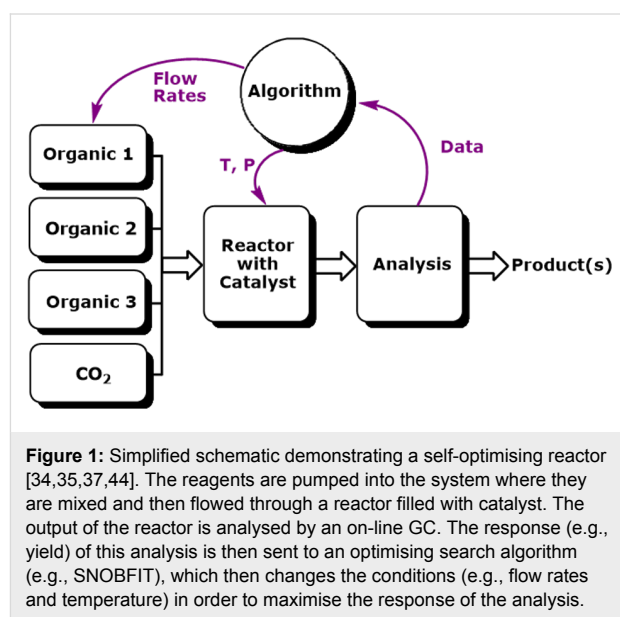 Flow
Rates
Algorithm
Organic 1
T, P
Data
Organic 2
Reactor
with
Catalyst
Analysis
Product(s)
Organic 3
CO₂
Figure 1: Simplified schematic demonstrating a self-optimising reactor
[34,35,37,44]. The reagents are pumped into the system where they
are mixed and then flowed through a reactor filled with catalyst. The
output of the reactor is analysed by an on-line GC. The response (e.g.,
yield) of this analysis is then sent to an optimising search algorithm
(e.g., SNOBFIT), which then changes the conditions (e.g., flow rates
and temperature) in order to maximise the response of the analysis.